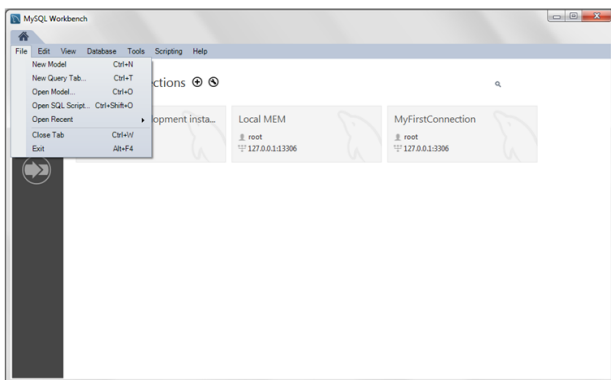 MySQL Workbench
File Edit View Database Tools Scripting Help
New Model Ctrl+N
New Query Tab... Ctrl+T
Open Model... Ctrl+O
Open SQL Script... Ctrl+Shift+O
Open Recent
Close Tab Ctrl+W
Exit Alt+F4
ctions
opment insta...
Local MEM
root
127.0.0.1:13306
MyFirstConnection
root
127.0.0.1:3306